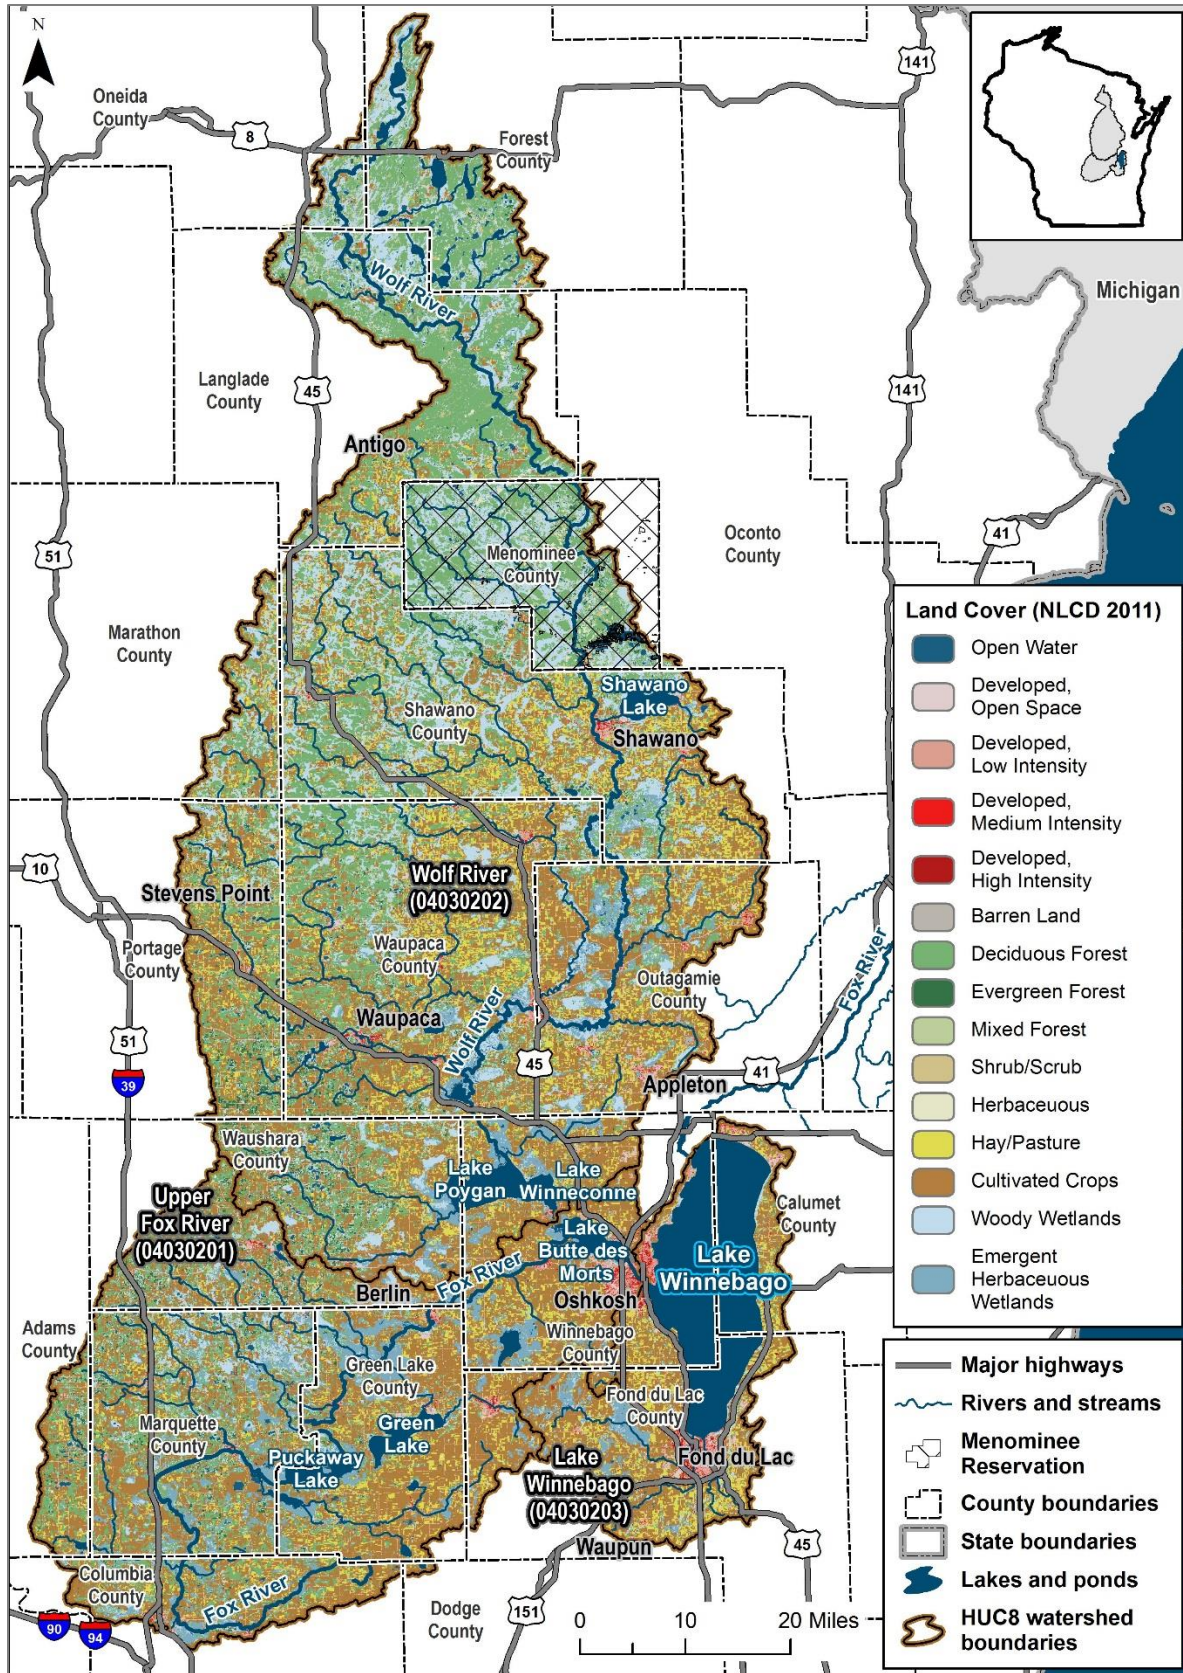 N
Oneida
County
8
Forest
County
141
Michigan
Wolf River
Langlade
County
45
141
Antigo
51
Menominee
County
Oconto
County
41
Marathon
County
Shawano
Lake
Shawano
County
Shawano
10
Stevens Point
Wolf River
(04030202)
Portage
County
Waupaca
County
Outagamie
County
Fox River
Waupaca
Wolf River
51
39
45
41
Appleton
Waushara
County
Lake
Poygan
Lake
Winneconne
Calumet
County
Upper
Fox River
(04030201)
Lake
Butte des
Morts
Lake
Winnebago
Fox River
Berlin
Oshkosh
Adams
County
Winnebago
County
Green Lake
County
Fond du Lac
County
Marquette
County
Green
Lake
Puckaway
Lake
Lake
Winnebago
(04030203)
Fond du Lac
Waupun
45
Columbia
County
Fox River
90
94
Dodge
County
151
0 10 20 Miles
Land Cover (NLCD 2011)
Open Water
Developed,
Open Space
Developed,
Low Intensity
Developed,
Medium Intensity
Developed,
High Intensity
Barren Land
Deciduous Forest
Evergreen Forest
Mixed Forest
Shrub/Scrub
Herbaceuous
Hay/Pasture
Cultivated Crops
Woody Wetlands
Emergent
Herbaceuous
Wetlands
Major highways
Rivers and streams
Menominee
Reservation
County boundaries
State boundaries
Lakes and ponds
HUC8 watershed
boundaries